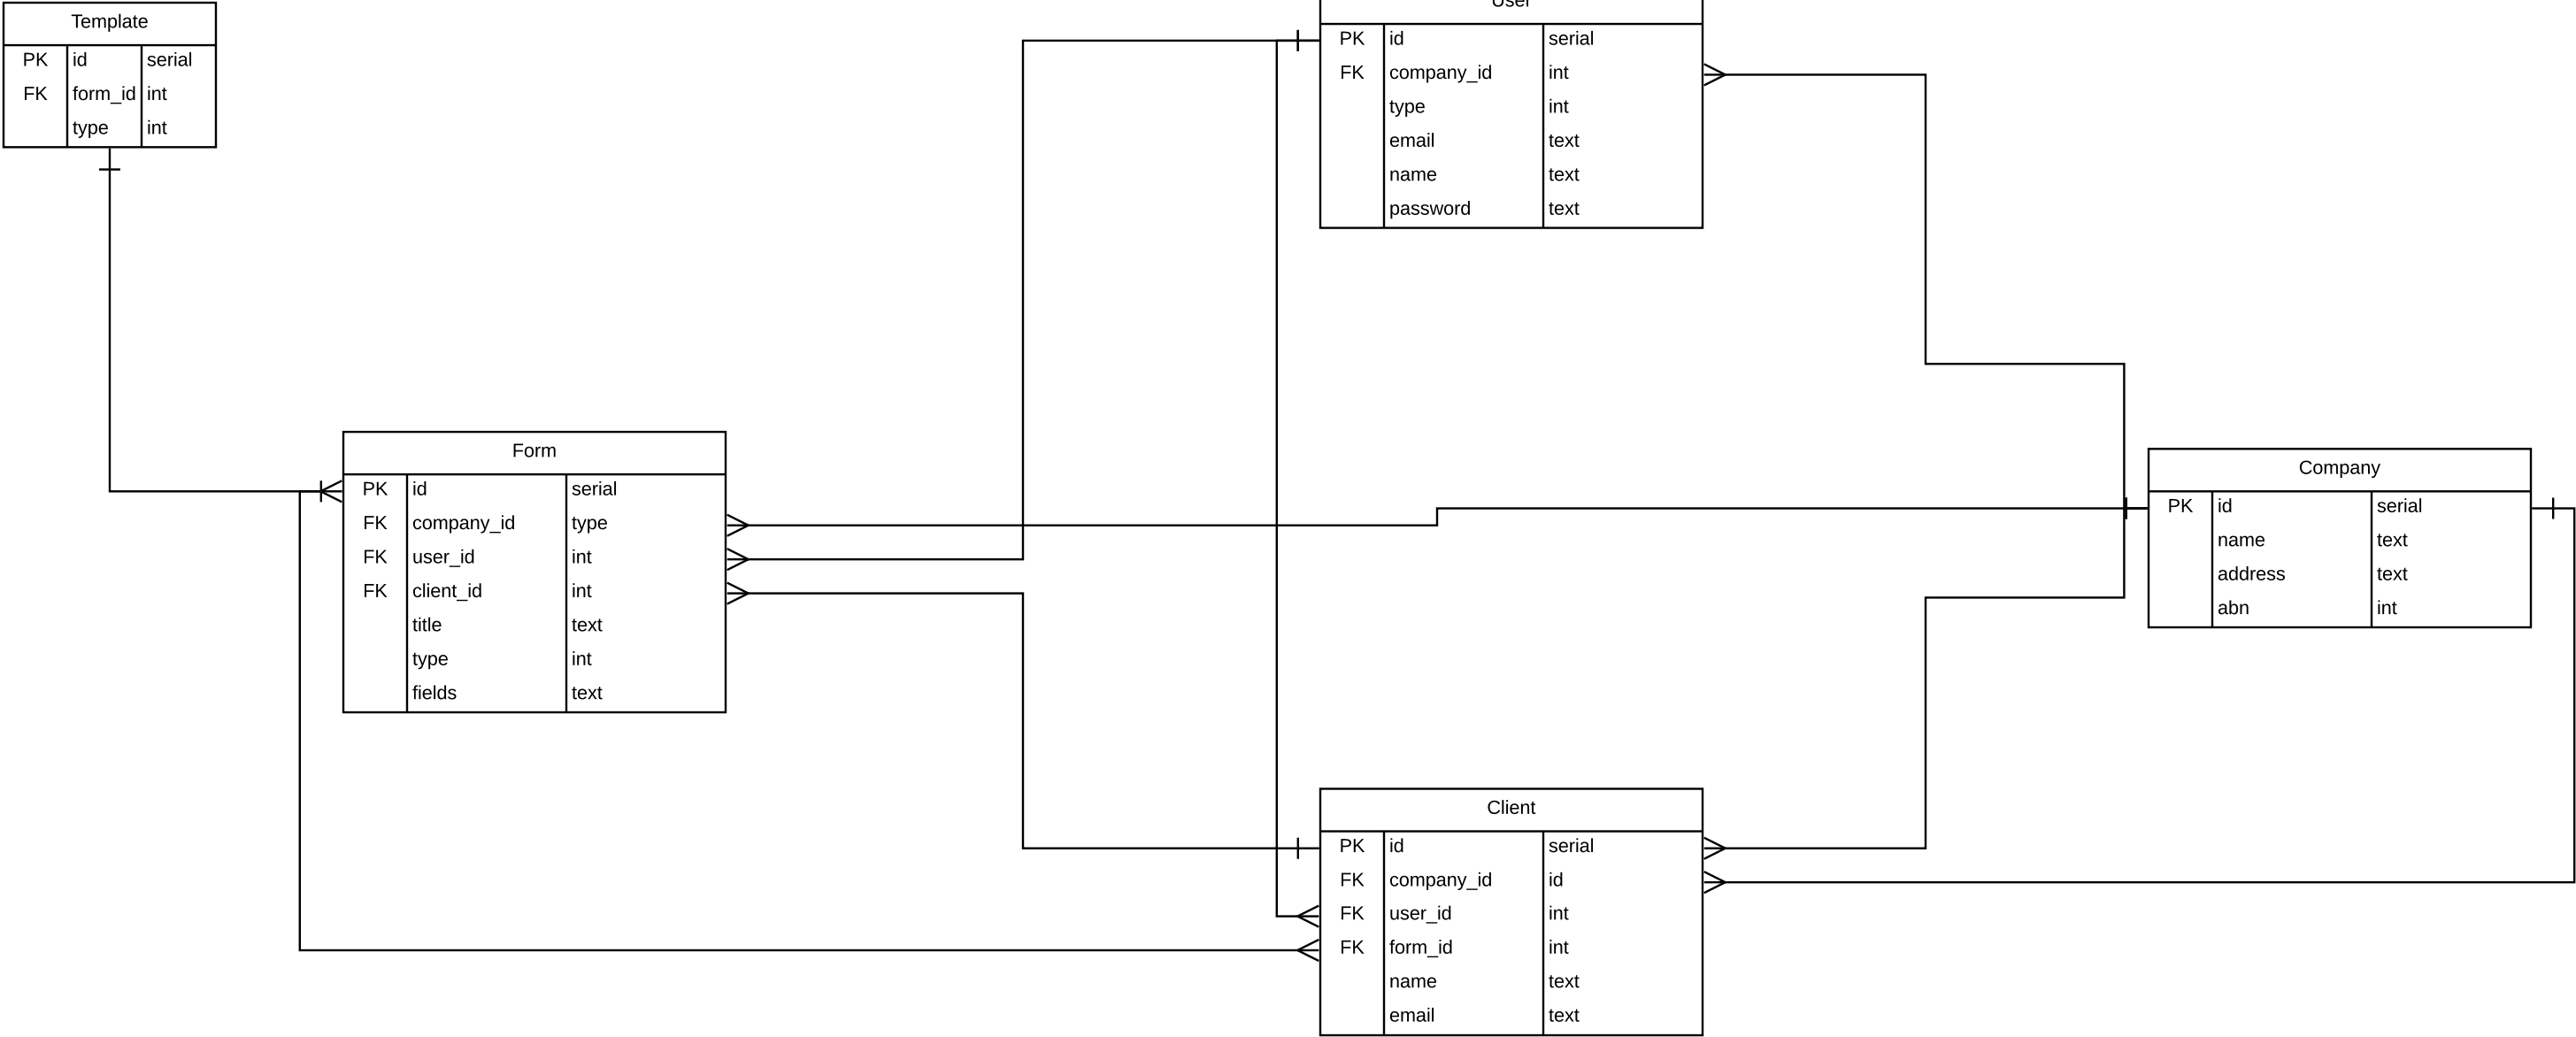 Template
PK id serial
FK form_id int
type int
User
PK id serial
FK company_id int
type int
email text
name text
password text
Form
PK id serial
FK company_id type
FK user_id int
FK client_id int
title text
type int
fields text
Company
PK id serial
name text
address text
abn int
Client
PK id serial
FK company_id id
FK user_id int
FK form_id int
name text
email text